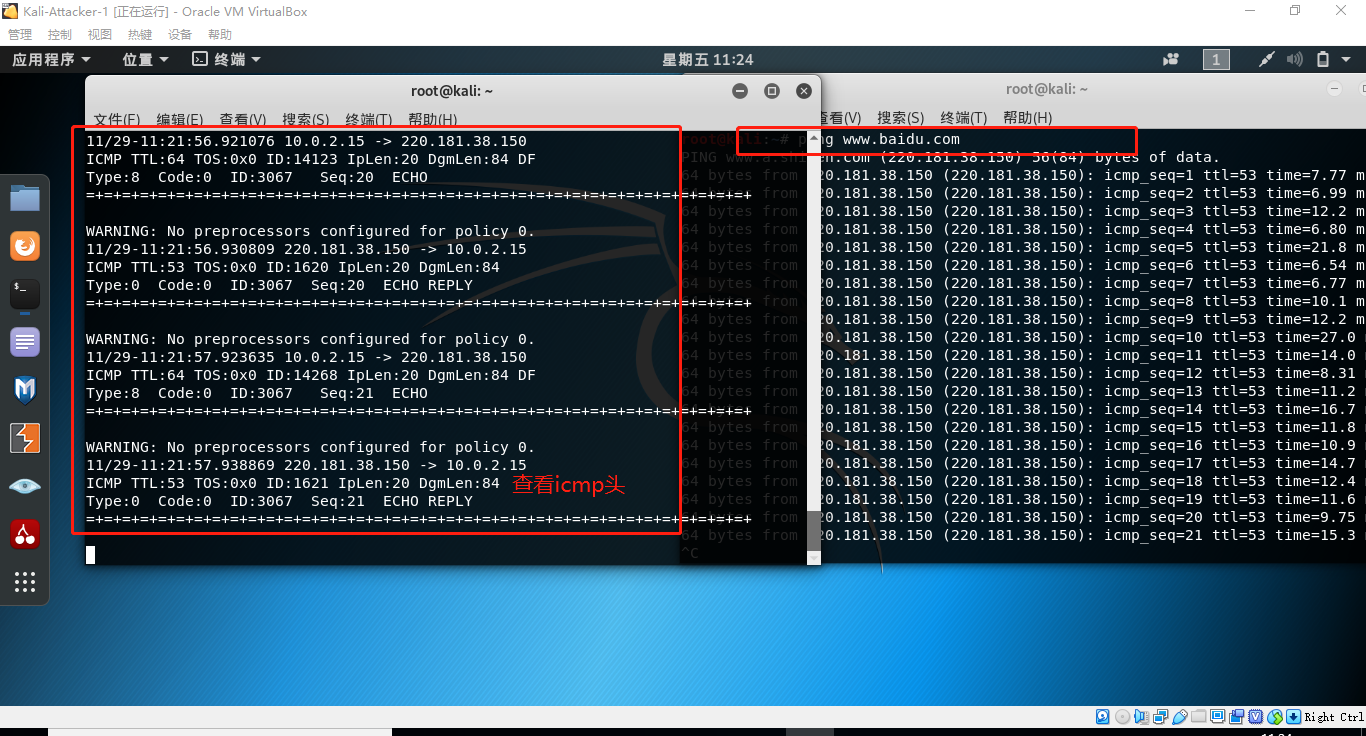 Kali-Attacker-1 [正在运行] - Oracle VM VirtualBox
管理 控制 视图 热键 设备 帮助
应用程序 位置 终端 星期五 11:24 1
root@kali: ~
文件(F) 编辑(E) 查看(V) 搜索(S) 终端(T) 帮助(H)
11/29-11:21:56.921076 10.0.2.15 -> 220.181.38.150
ICMP TTL:64 TOS:0x0 ID:14123 IpLen:20 DgmLen:84 DF
Type:8 Code:0 ID:3067 Seq:20 ECHO
=+=+=+=+=+=+=+=+=+=+=+=+=+=+=+=+=+=+=+=+=+=+=+=+=+=+=+=+=+=+=+=+=+=+=+=+=+
WARNING: No preprocessors configured for policy 0.
11/29-11:21:56.930809 220.181.38.150 -> 10.0.2.15
ICMP TTL:53 TOS:0x0 ID:1620 IpLen:20 DgmLen:84
Type:0 Code:0 ID:3067 Seq:20 ECHO REPLY
=+=+=+=+=+=+=+=+=+=+=+=+=+=+=+=+=+=+=+=+=+=+=+=+=+=+=+=+=+=+=+=+=+=+=+=+=+
WARNING: No preprocessors configured for policy 0.
11/29-11:21:57.923635 10.0.2.15 -> 220.181.38.150
ICMP TTL:64 TOS:0x0 ID:14268 IpLen:20 DgmLen:84 DF
Type:8 Code:0 ID:3067 Seq:21 ECHO
=+=+=+=+=+=+=+=+=+=+=+=+=+=+=+=+=+=+=+=+=+=+=+=+=+=+=+=+=+=+=+=+=+=+=+=+=+
WARNING: No preprocessors configured for policy 0.
11/29-11:21:57.938869 220.181.38.150 -> 10.0.2.15
ICMP TTL:53 TOS:0x0 ID:1621 IpLen:20 DgmLen:84
查看icmp头
Type:0 Code:0 ID:3067 Seq:21 ECHO REPLY
=+=+=+=+=+=+=+=+=+=+=+=+=+=+=+=+=+=+=+=+=+=+=+=+=+=+=+=+=+=+=+=+=+=+=+=+=+
root@kali: ~
查看(V) 搜索(S) 终端(T) 帮助(H)
root@kali:~# ping www.baidu.com
PING www.a.shifen.com (220.181.38.150) 56(84) bytes of data.
64 bytes from 220.181.38.150 (220.181.38.150): icmp_seq=1 ttl=53 time=7.77 m
64 bytes from 220.181.38.150 (220.181.38.150): icmp_seq=2 ttl=53 time=6.99 m
64 bytes from 220.181.38.150 (220.181.38.150): icmp_seq=3 ttl=53 time=12.2 m
64 bytes from 220.181.38.150 (220.181.38.150): icmp_seq=4 ttl=53 time=6.80 m
64 bytes from 220.181.38.150 (220.181.38.150): icmp_seq=5 ttl=53 time=21.8 m
64 bytes from 220.181.38.150 (220.181.38.150): icmp_seq=6 ttl=53 time=6.54 m
64 bytes from 220.181.38.150 (220.181.38.150): icmp_seq=7 ttl=53 time=6.77 m
64 bytes from 220.181.38.150 (220.181.38.150): icmp_seq=8 ttl=53 time=10.1 m
64 bytes from 220.181.38.150 (220.181.38.150): icmp_seq=9 ttl=53 time=12.2 m
64 bytes from 220.181.38.150 (220.181.38.150): icmp_seq=10 ttl=53 time=27.0
64 bytes from 220.181.38.150 (220.181.38.150): icmp_seq=11 ttl=53 time=14.0
64 bytes from 220.181.38.150 (220.181.38.150): icmp_seq=12 ttl=53 time=8.31
64 bytes from 220.181.38.150 (220.181.38.150): icmp_seq=13 ttl=53 time=11.2
64 bytes from 220.181.38.150 (220.181.38.150): icmp_seq=14 ttl=53 time=16.7
64 bytes from 220.181.38.150 (220.181.38.150): icmp_seq=15 ttl=53 time=11.8
64 bytes from 220.181.38.150 (220.181.38.150): icmp_seq=16 ttl=53 time=10.9
64 bytes from 220.181.38.150 (220.181.38.150): icmp_seq=17 ttl=53 time=14.7
64 bytes from 220.181.38.150 (220.181.38.150): icmp_seq=18 ttl=53 time=12.4
64 bytes from 220.181.38.150 (220.181.38.150): icmp_seq=19 ttl=53 time=11.6
64 bytes from 220.181.38.150 (220.181.38.150): icmp_seq=20 ttl=53 time=9.75
64 bytes from 220.181.38.150 (220.181.38.150): icmp_seq=21 ttl=53 time=15.3
^C
Right Ctrl